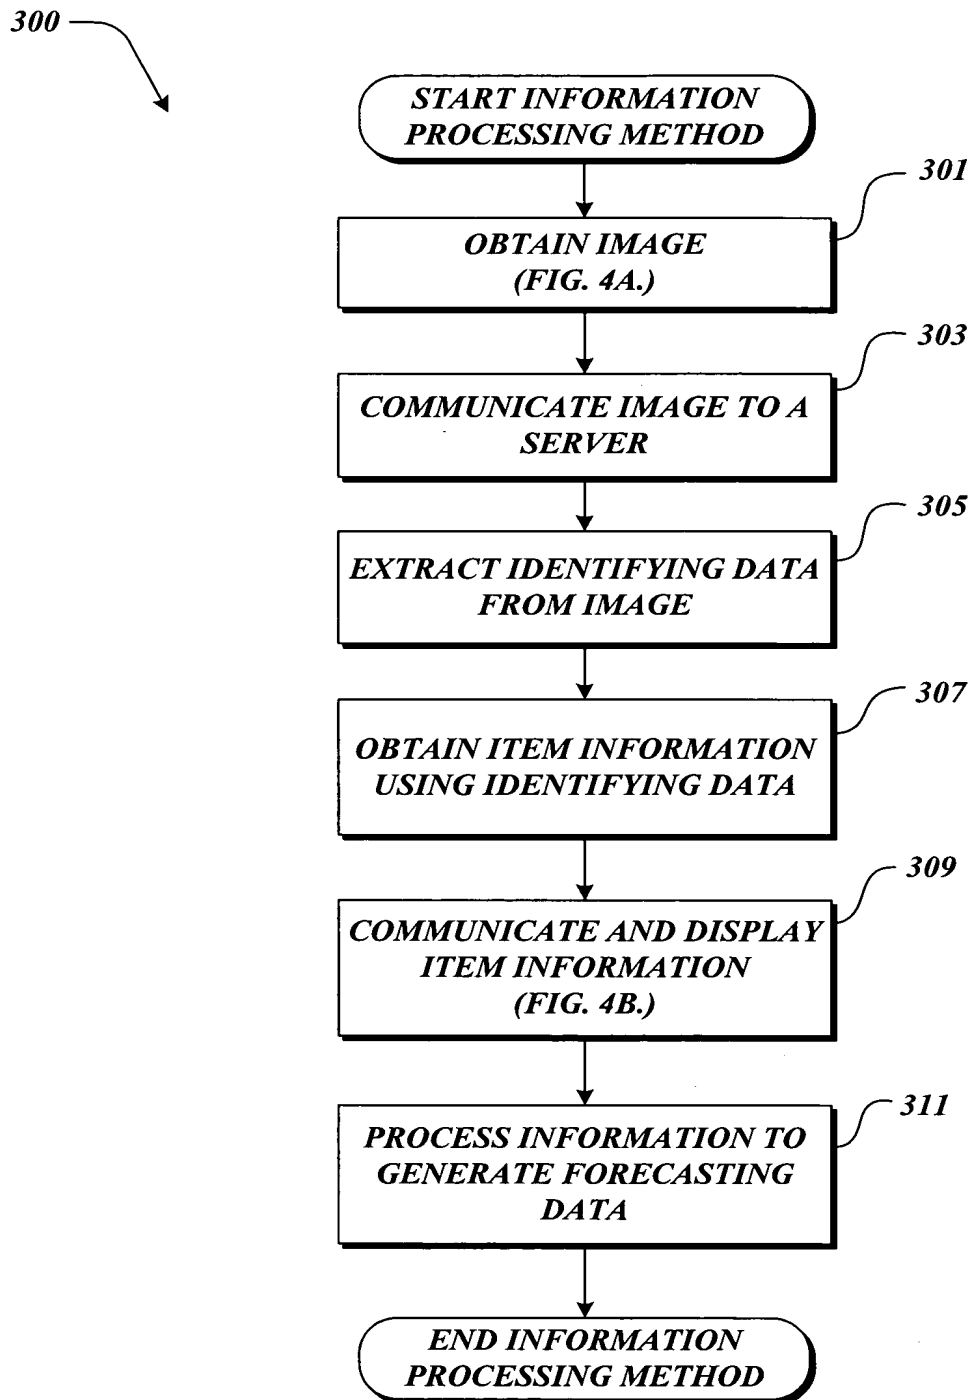 300
START INFORMATION
PROCESSING METHOD
301
OBTAIN IMAGE
(FIG. 4A.)
303
COMMUNICATE IMAGE TO A
SERVER
305
EXTRACT IDENTIFYING DATA
FROM IMAGE
307
OBTAIN ITEM INFORMATION
USING IDENTIFYING DATA
309
COMMUNICATE AND DISPLAY
ITEM INFORMATION
(FIG. 4B.)
311
PROCESS INFORMATION TO
GENERATE FORECASTING
DATA
END INFORMATION
PROCESSING METHOD